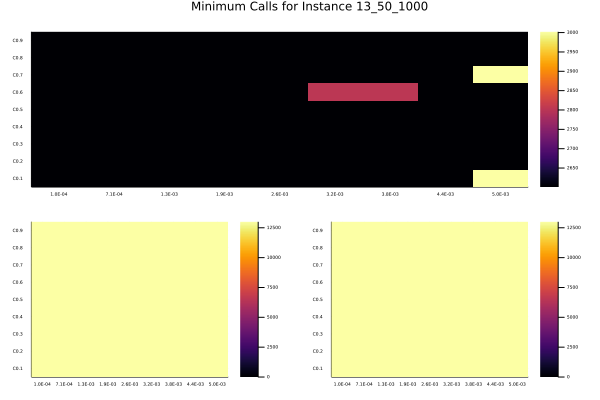 Minimum Calls for Instance 13_50_1000
C0.9
C0.8
C0.7
C0.6
C0.5
C0.4
C0.3
C0.2
C0.1
1.0E-04 7.1E-04 1.3E-03 1.9E-03 2.6E-03 3.2E-03 3.8E-03 4.4E-03 5.0E-03
3000
2950
2900
2850
2800
2750
2700
2650
C0.9
C0.8
C0.7
C0.6
C0.5
C0.4
C0.3
C0.2
C0.1
1.0E-04 7.1E-04 1.3E-03 1.9E-03 2.6E-03 3.2E-03 3.8E-03 4.4E-03 5.0E-03
12500
10000
7500
5000
2500
0
C0.9
C0.8
C0.7
C0.6
C0.5
C0.4
C0.3
C0.2
C0.1
1.0E-04 7.1E-04 1.3E-03 1.9E-03 2.6E-03 3.2E-03 3.8E-03 4.4E-03 5.0E-03
12500
10000
7500
5000
2500
0